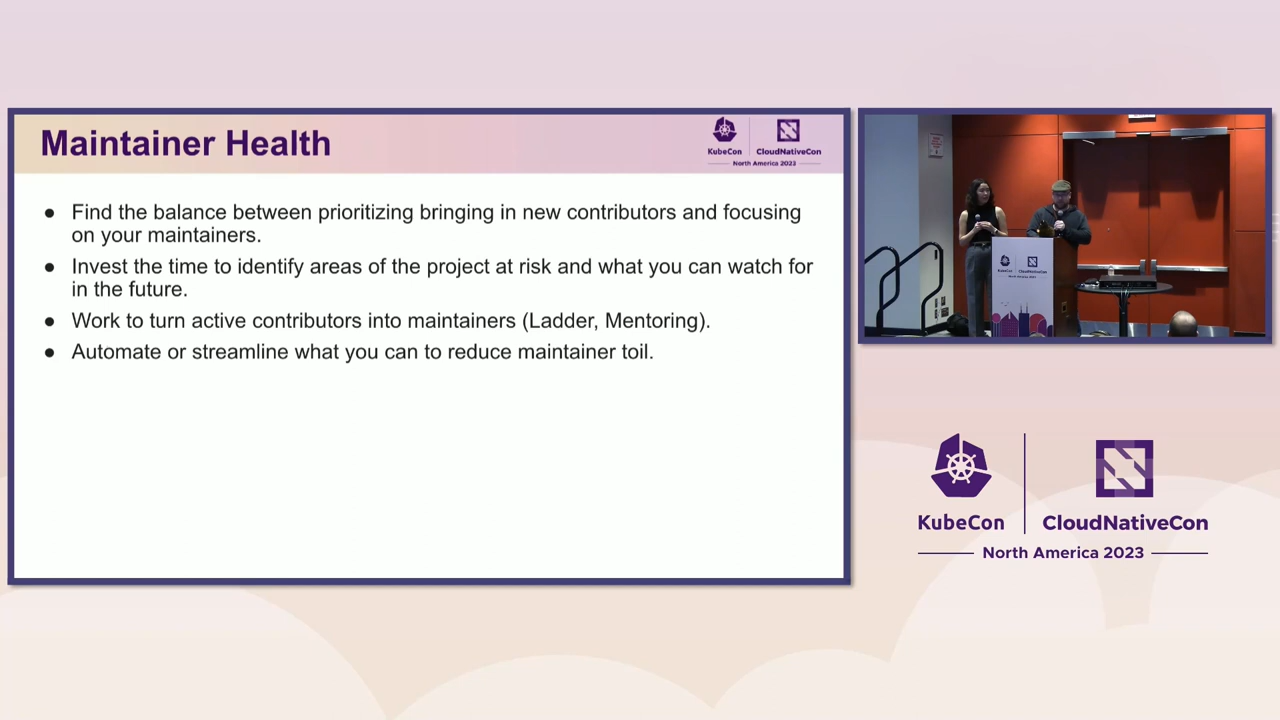 Maintainer Health
KubeCon
CloudNativeCon
North America 2023
● Find the balance between prioritizing bringing in new contributors and focusing
on your maintainers.
● Invest the time to identify areas of the project at risk and what you can watch for
in the future.
● Work to turn active contributors into maintainers (Ladder, Mentoring).
● Automate or streamline what you can to reduce maintainer toil.
KubeCon
CloudNativeCon
North America 2023